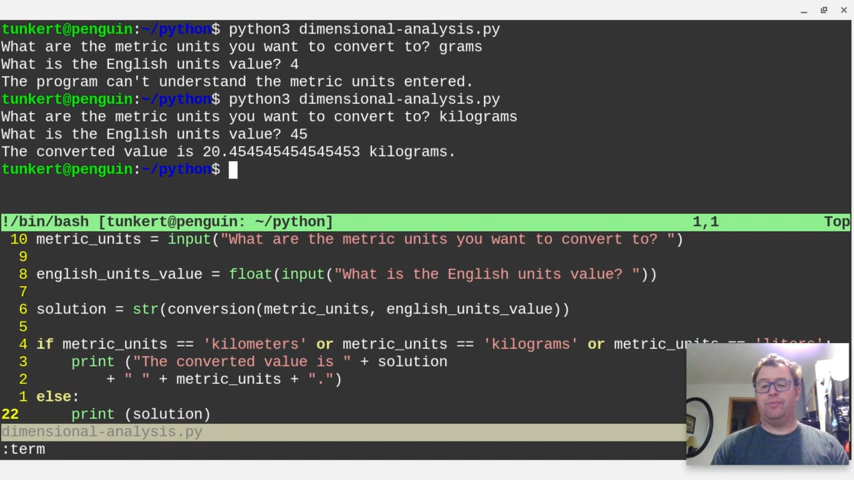 tunkert@penguin:~/python$ python3 dimensional-analysis.py
What are the metric units you want to convert to? grams
What is the English units value? 4
The program can't understand the metric units entered.
tunkert@penguin:~/python$ python3 dimensional-analysis.py
What are the metric units you want to convert to? kilograms
What is the English units value? 45
The converted value is 20.454545454545453 kilograms.
tunkert@penguin:~/python$
!/bin/bash [tunkert@penguin: ~/python] 1,1 Top
10 metric_units = input("What are the metric units you want to convert to? ")
9
8 english_units_value = float(input("What is the English units value? "))
7
6 solution = str(conversion(metric_units, english_units_value))
5
4 if metric_units == 'kilometers' or metric_units == 'kilograms' or metric_units == 'liters':
3 print ("The converted value is " + solution
2 + " " + metric_units + ".")
1 else:
22 print (solution)
dimensional-analysis.py
:term